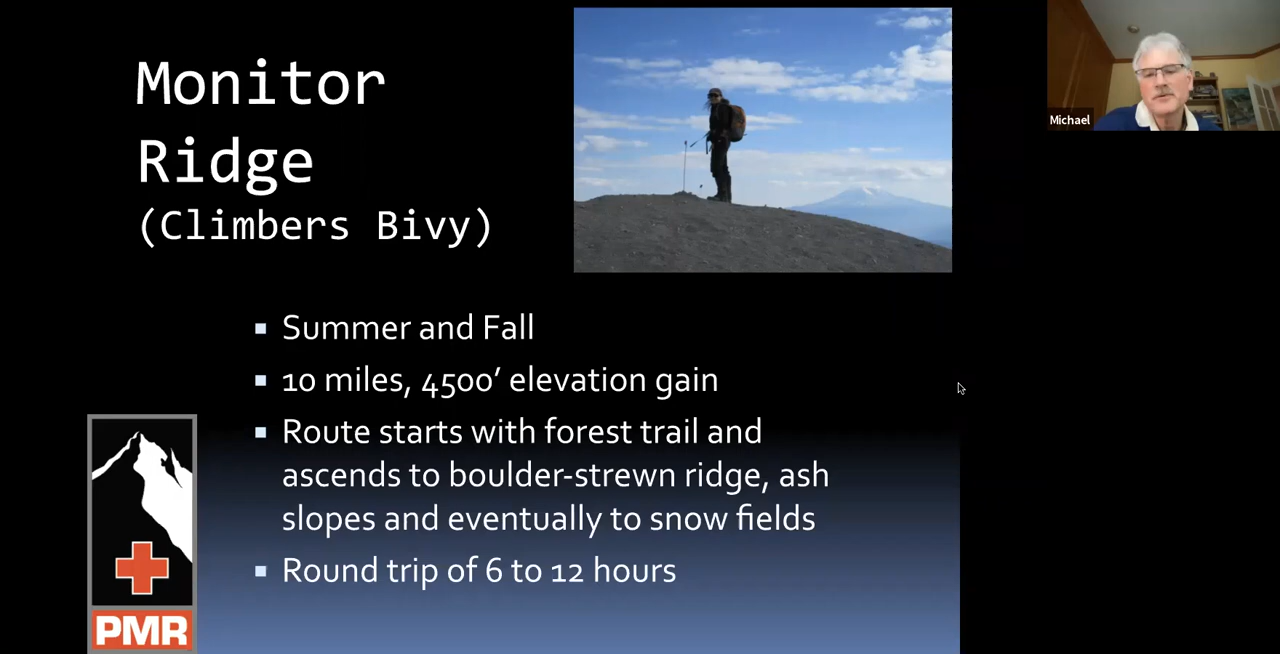 Monitor
Ridge
(Climbers Bivy)
Michael
▪ Summer and Fall
▪ 10 miles, 4500’ elevation gain
▪ Route starts with forest trail and
ascends to boulder-strewn ridge, ash
slopes and eventually to snow fields
▪ Round trip of 6 to 12 hours
PMR